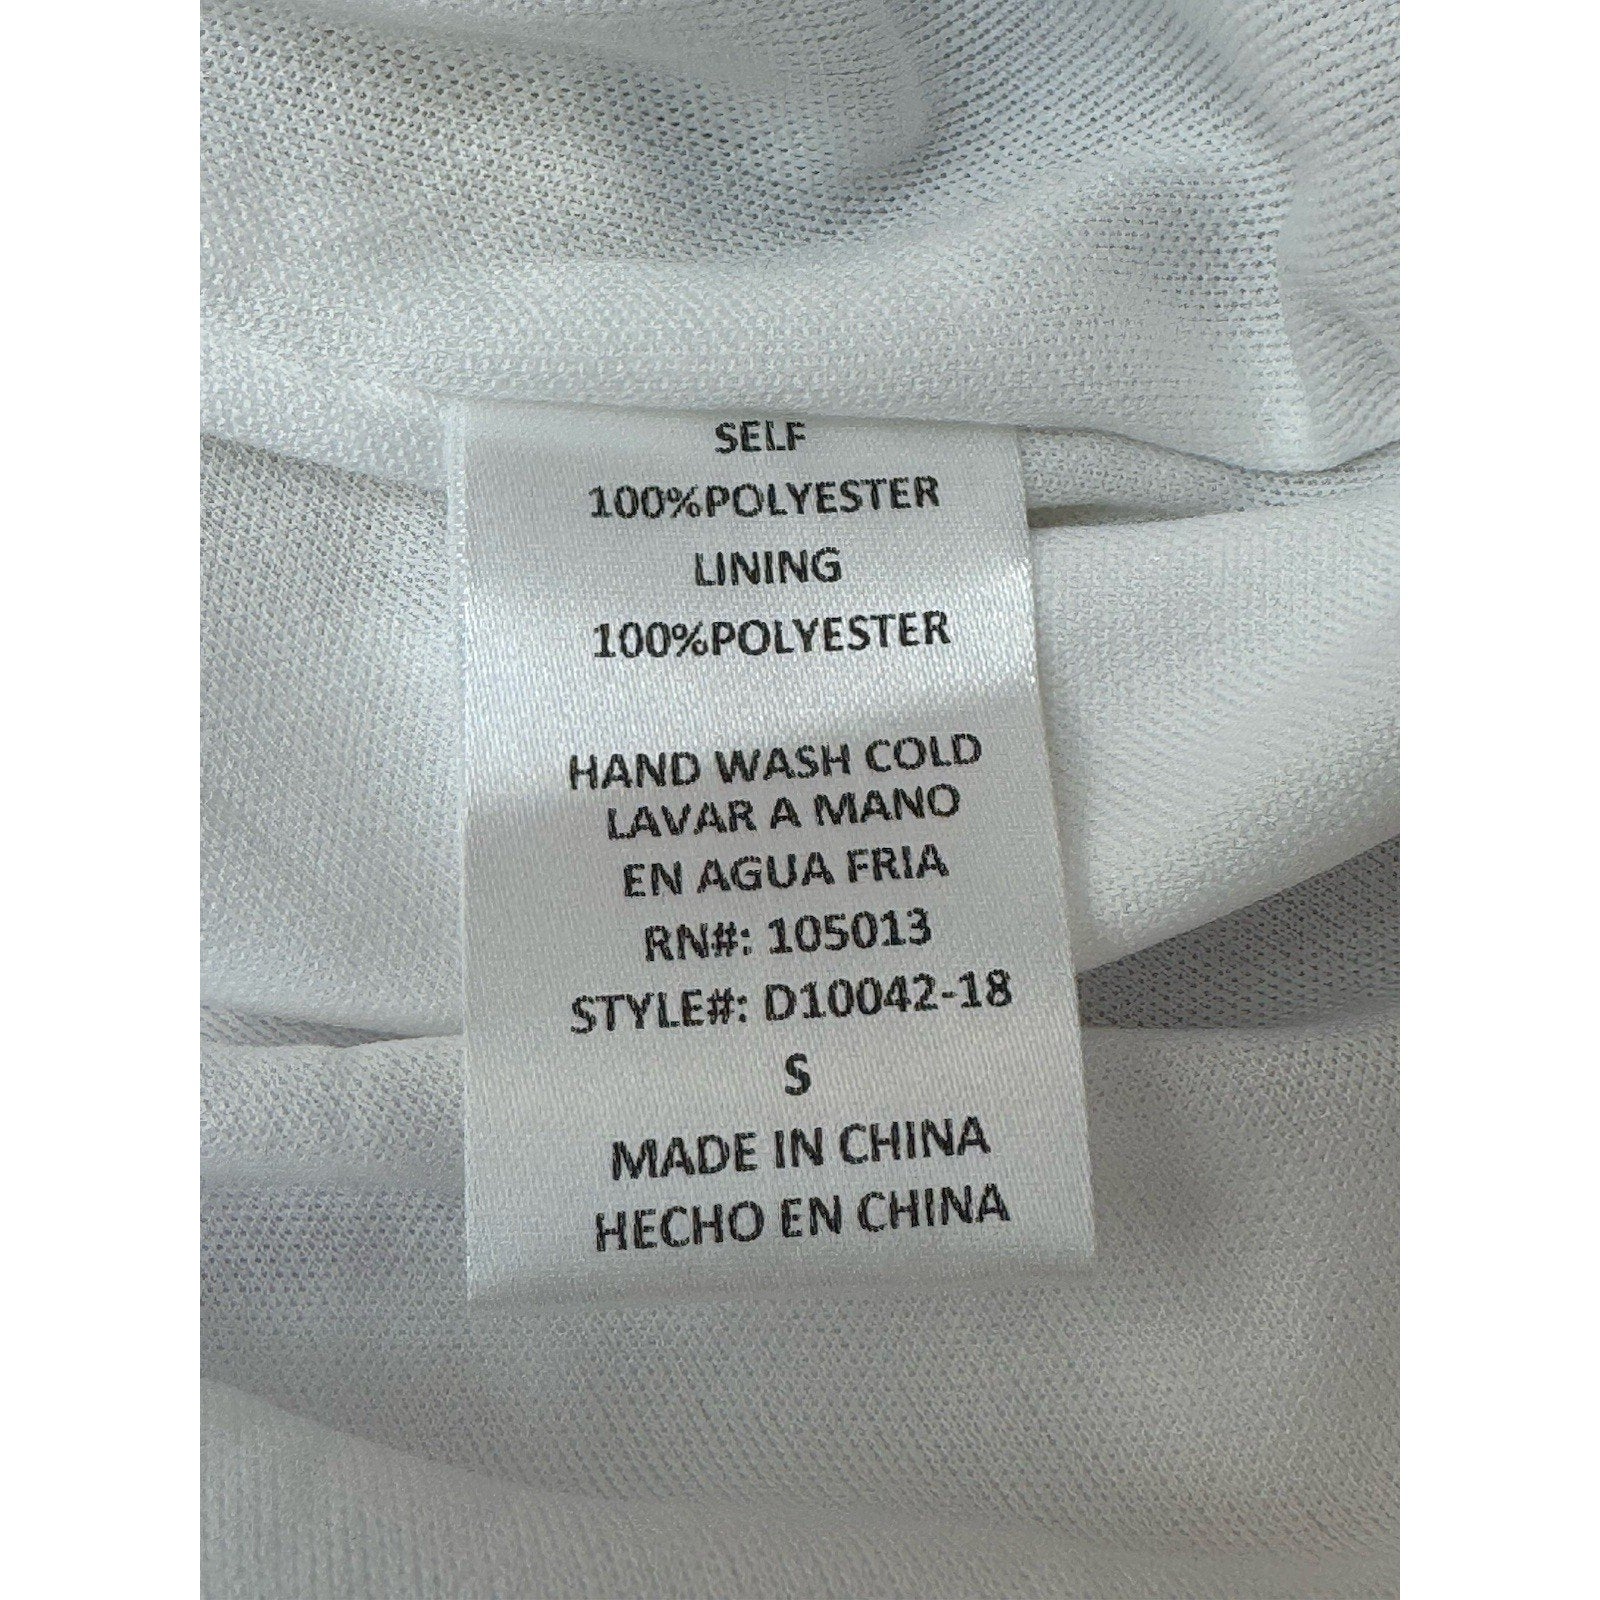 SELF
100%POLYESTER
LINING
100%POLYESTER
HAND WASH COLD
LAVAR A MANO
EN AGUA FRIA
RN#: 105013
STYLE#: D10042-18
S
MADE IN CHINA
HECHO EN CHINA